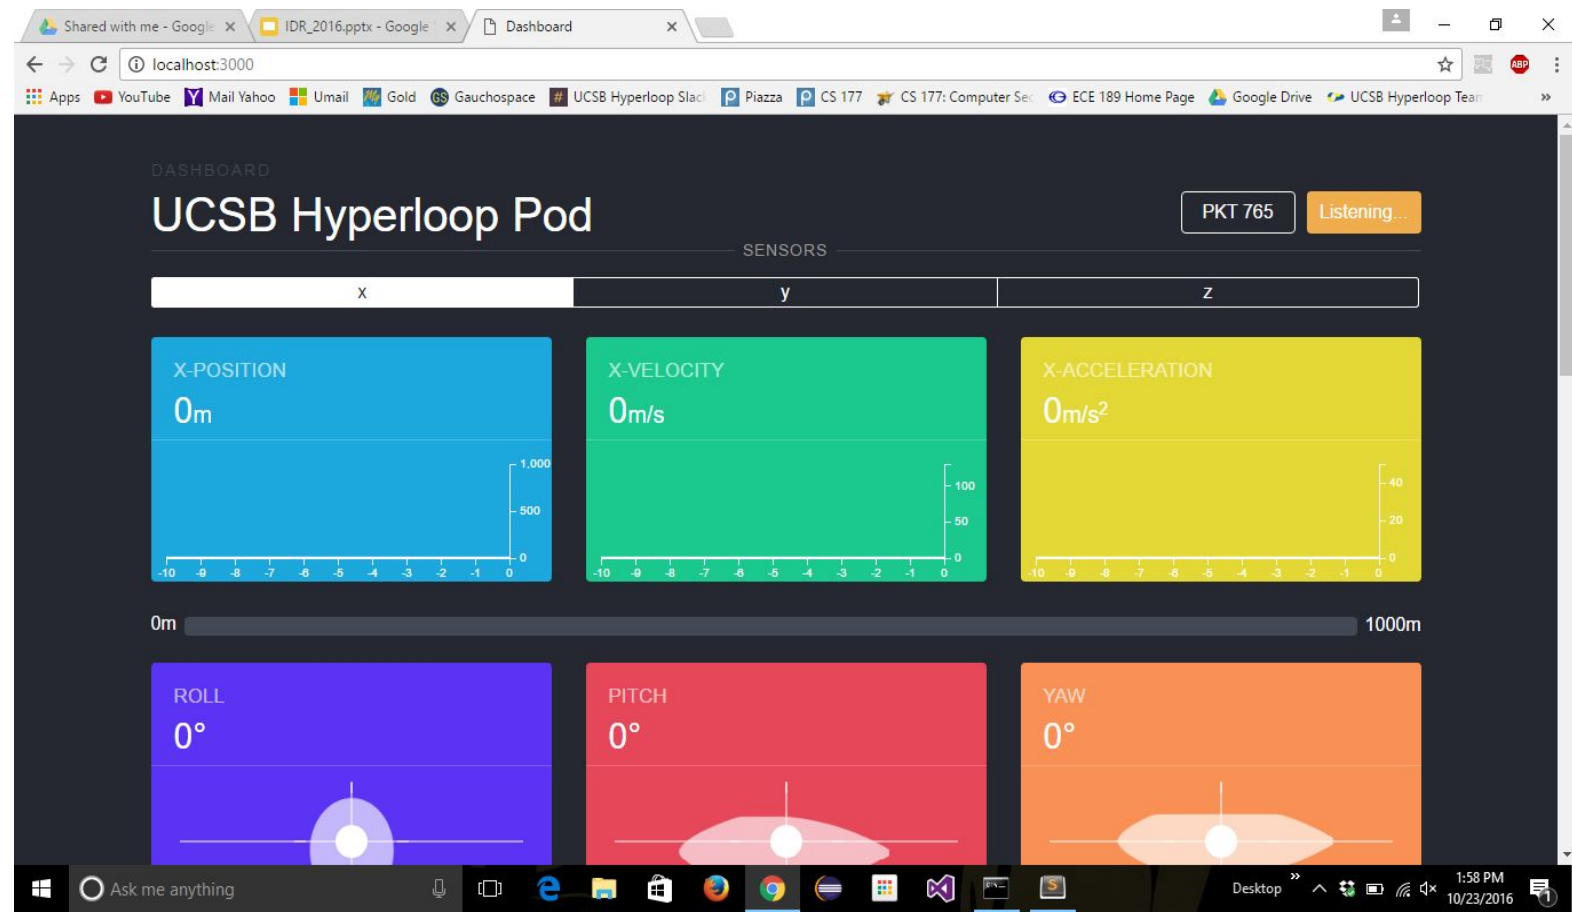 Shared with me - Google
IDR_2016.pptx - Google
Dashboard
localhost:3000
ABP
Apps YouTube Mail Yahoo Umail Gold Gauchospace UCSB Hyperloop Slac Piazza CS 177 CS 177: Computer Sec ECE 189 Home Page Google Drive UCSB Hyperloop Team »
DASHBOARD
UCSB Hyperloop Pod
PKT 765
Listening...
SENSORS
x y z
X-POSITION
0m
1,000
500
0
-10 -9 -8 -7 -6 -5 -4 -3 -2 -1 0
X-VELOCITY
0m/s
100
50
0
-10 -9 -8 -7 -6 -5 -4 -3 -2 -1 0
X-ACCELERATION
0m/s²
40
20
0
-10 -9 -8 -7 -6 -5 -4 -3 -2 -1 0
0m 1000m
ROLL
0°
PITCH
0°
YAW
0°
Ask me anything
Desktop »
1:58 PM
10/23/2016
1